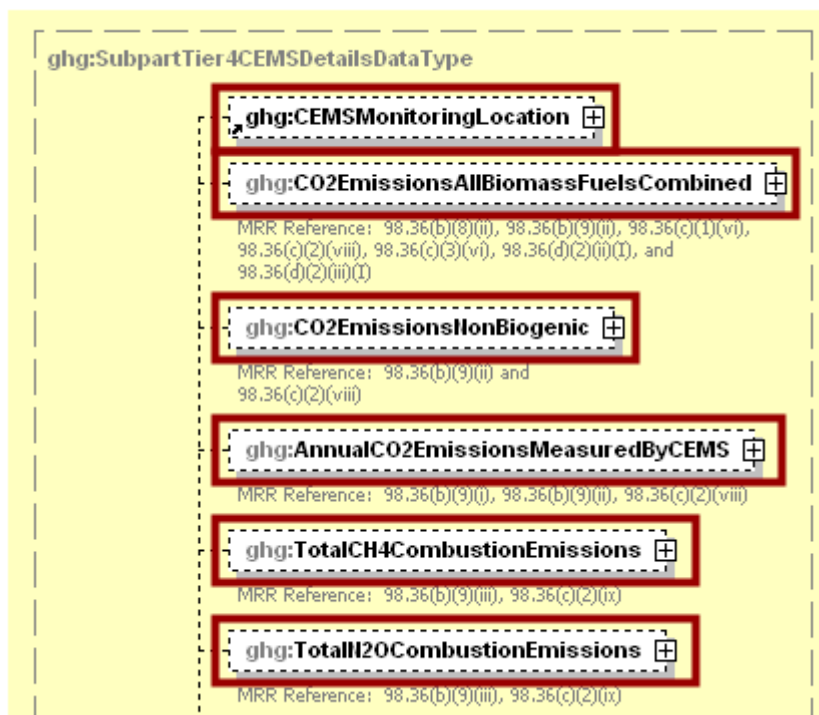 ghg:SubpartTier4CEMSDetailsDataType
ghg:CEMSMonitoringLocation
ghg:CO2EmissionsAllBiomassFuelsCombined
MRR Reference: 98.36(b)(8)(ii), 98.36(b)(9)(ii), 98.36(c)(1)(vi),
98.36(c)(2)(viii), 98.36(c)(3)(vi), 98.36(d)(2)(ii)(I), and
98.36(d)(2)(iii)(I)
ghg:CO2EmissionsNonBiogenic
MRR Reference: 98.36(b)(9)(ii) and
98.36(c)(2)(viii)
ghg:AnnualCO2EmissionsMeasuredByCEMS
MRR Reference: 98.36(b)(9)(i), 98.36(b)(9)(ii), 98.36(c)(2)(viii)
ghg:TotalCH4CombustionEmissions
MRR Reference: 98.36(b)(9)(iii), 98.36(c)(2)(ix)
ghg:TotalN2OCombustionEmissions
MRR Reference: 98.36(b)(9)(iii), 98.36(c)(2)(ix)